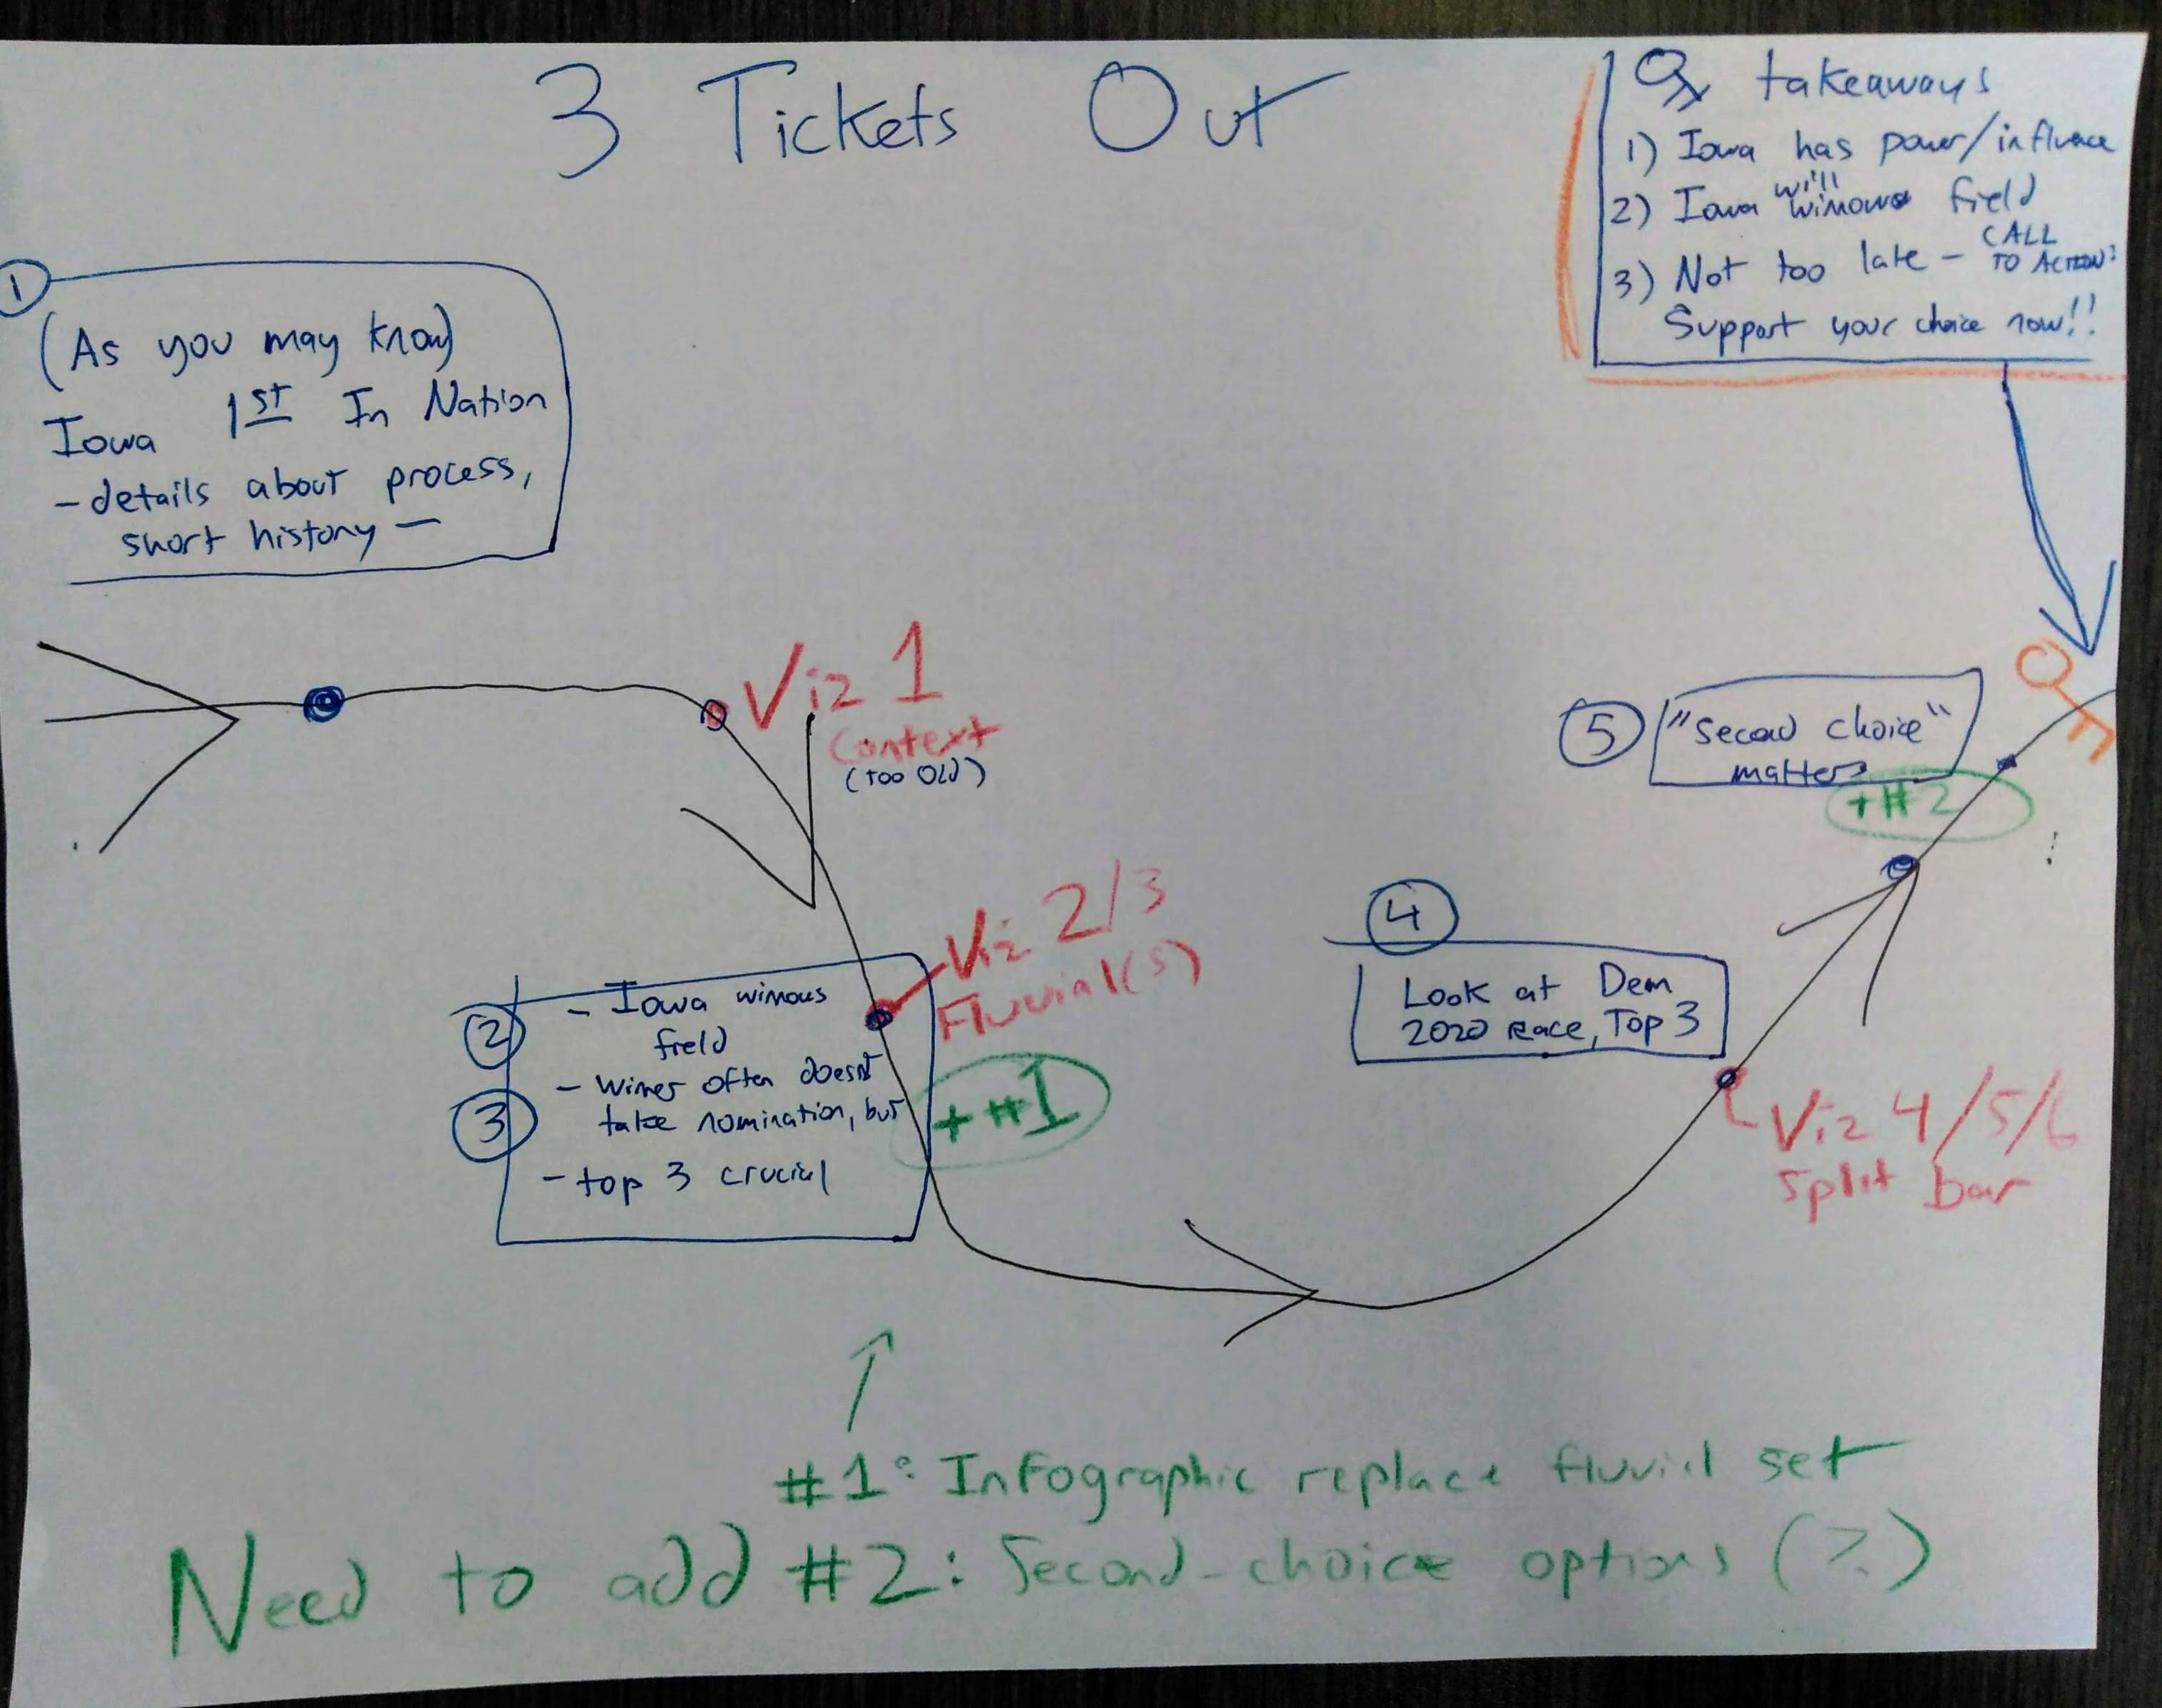 3 Tickets Out
takeaways
1) Iowa has power/influence
2) Iowa will winnows field
3) Not too late - CALL TO ACTION:
Support your choice now!!
1
(As you may know)
Iowa 1st In Nation
- details about process,
short history -
Viz 1
Context
(too old)
Viz 2/3
Fluvial(s)
2
- Iowa winnows
field
3
- Winner often doesn't
take nomination, but
- top 3 crucial
+ #1
4
Look at Dem
2020 race, Top 3
Viz 4/5/6
Split bar
5
"Second choice"
matters
+ #2
#1: Infographic replace fluvial set
Need to add #2: Second-choice options (%)